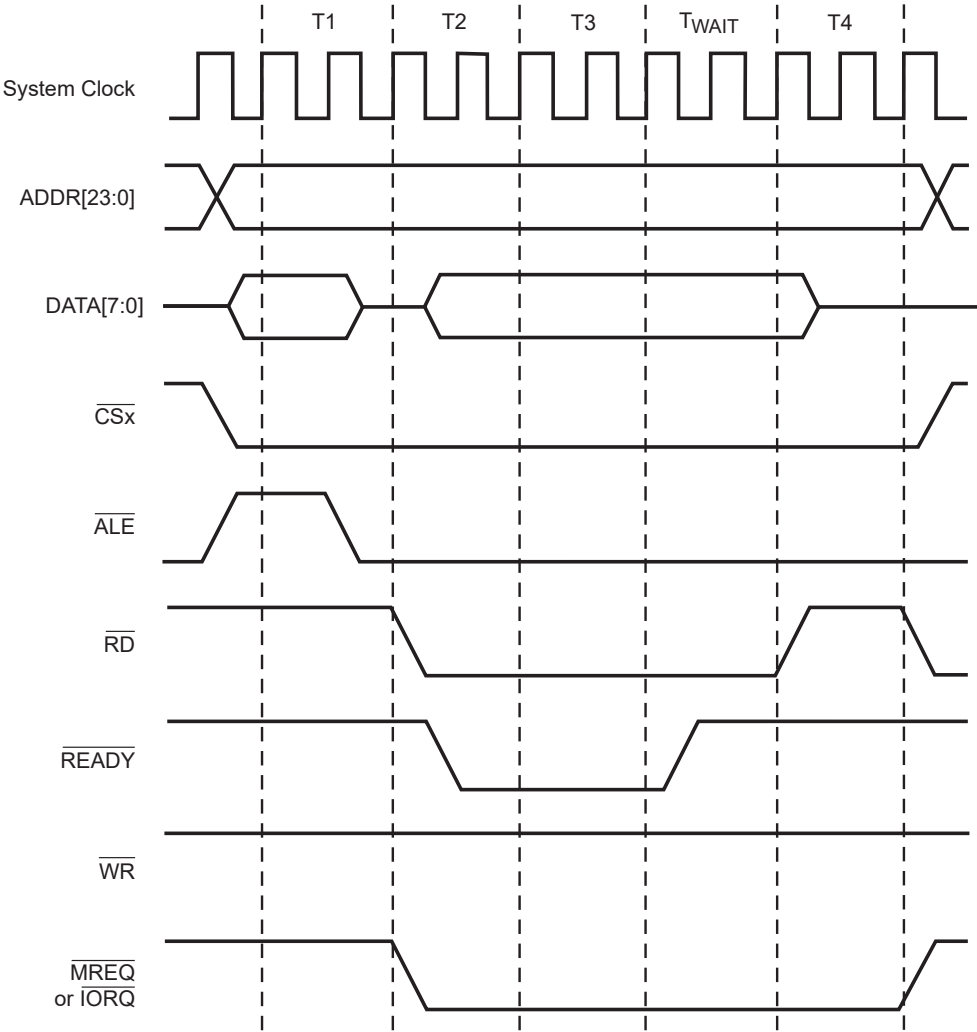 T1 T2 T3 TWAIT T4
System Clock
ADDR[23:0]
DATA[7:0]
CSx
ALE
RD
READY
WR
MREQ
or IORQ